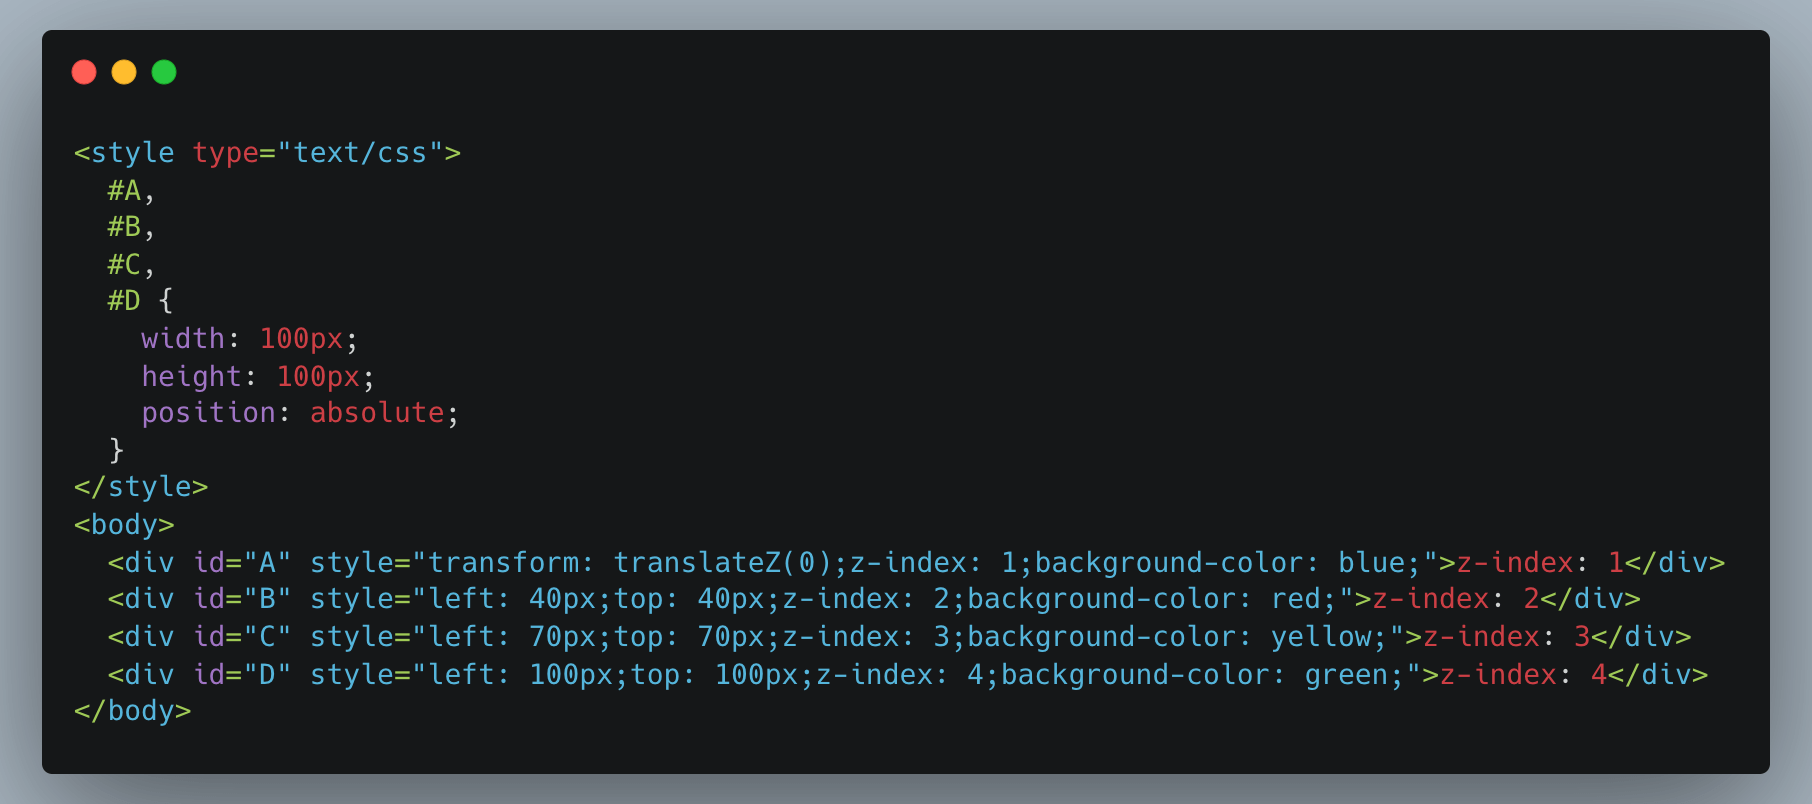 <style type="text/css">
  #A,
  #B,
  #C,
  #D {
    width: 100px;
    height: 100px;
    position: absolute;
  }
</style>
<body>
  <div id="A" style="transform: translateZ(0);z-index: 1;background-color: blue;">z-index: 1</div>
  <div id="B" style="left: 40px;top: 40px;z-index: 2;background-color: red;">z-index: 2</div>
  <div id="C" style="left: 70px;top: 70px;z-index: 3;background-color: yellow;">z-index: 3</div>
  <div id="D" style="left: 100px;top: 100px;z-index: 4;background-color: green;">z-index: 4</div>
</body>